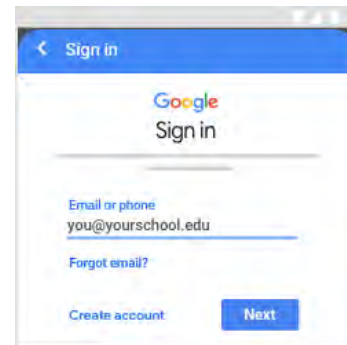 Sign in
Google
Sign in
Email or phone
you@yourschool.edu
Forgot email?
Create account
Next